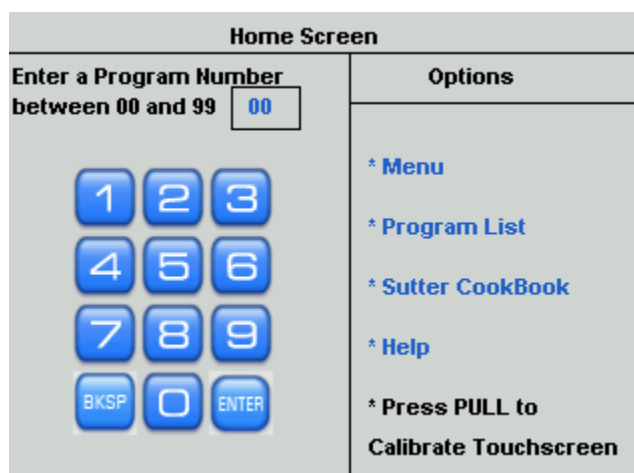 Home Screen
Enter a Program Number
between 00 and 99 00
1 2 3
4 5 6
7 8 9
BKSP 0 ENTER
Options
* Menu
* Program List
* Sutter CookBook
* Help
* Press PULL to
Calibrate Touchscreen